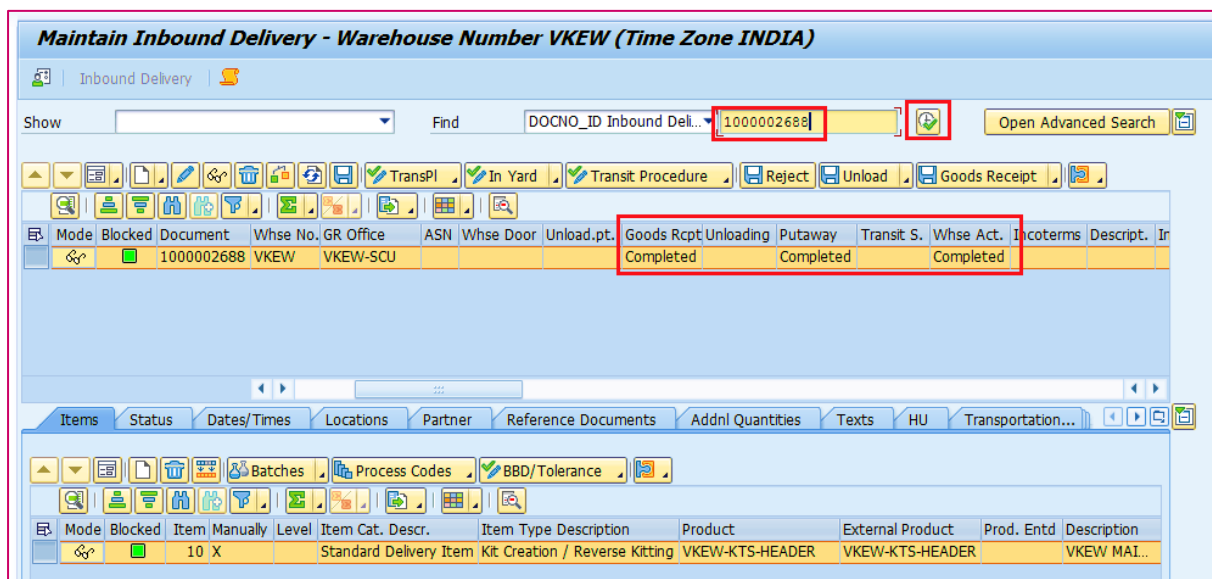 Maintain Inbound Delivery - Warehouse Number VKEW (Time Zone INDIA)
Inbound Delivery
Show Find DOCNO_ID Inbound Deli... 1000002688 Open Advanced Search
TransPl In Yard Transit Procedure Reject Unload Goods Receipt
Mode Blocked Document Whse No. GR Office ASN Whse Door Unload.pt. Goods Rcpt Unloading Putaway Transit S. Whse Act. Incoterms Descript. In
1000002688 VKEW VKEW-SCU Completed Completed Completed
Items Status Dates/Times Locations Partner Reference Documents Addnl Quantities Texts HU Transportation...
Batches Process Codes BBD/Tolerance
Mode Blocked Item Manually Level Item Cat. Descr. Item Type Description Product External Product Prod. Entd Description
10 X Standard Delivery Item Kit Creation / Reverse Kitting VKEW-KTS-HEADER VKEW-KTS-HEADER VKEW MAI...